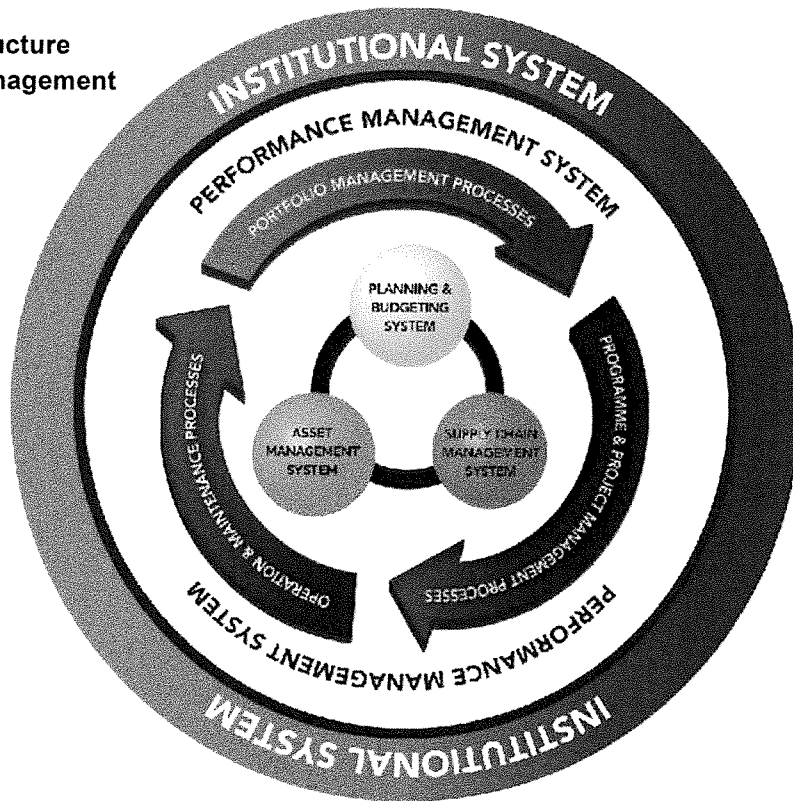 ucture
nagement
INSTITUTIONAL SYSTEM
PERFORMANCE MANAGEMENT SYSTEM
PORTFOLIO MANAGEMENT PROCESSES
PLANNING &
BUDGETING
SYSTEM
ASSET
MANAGEMENT
SYSTEM
SUPPLY CHAIN
MANAGEMENT
SYSTEM
PROGRAMME & PROJECT MANAGEMENT PROCESSES
OPERATION & MAINTENANCE PROCESSES
PERFORMANCE MANAGEMENT SYSTEM
INSTITUTIONAL SYSTEM